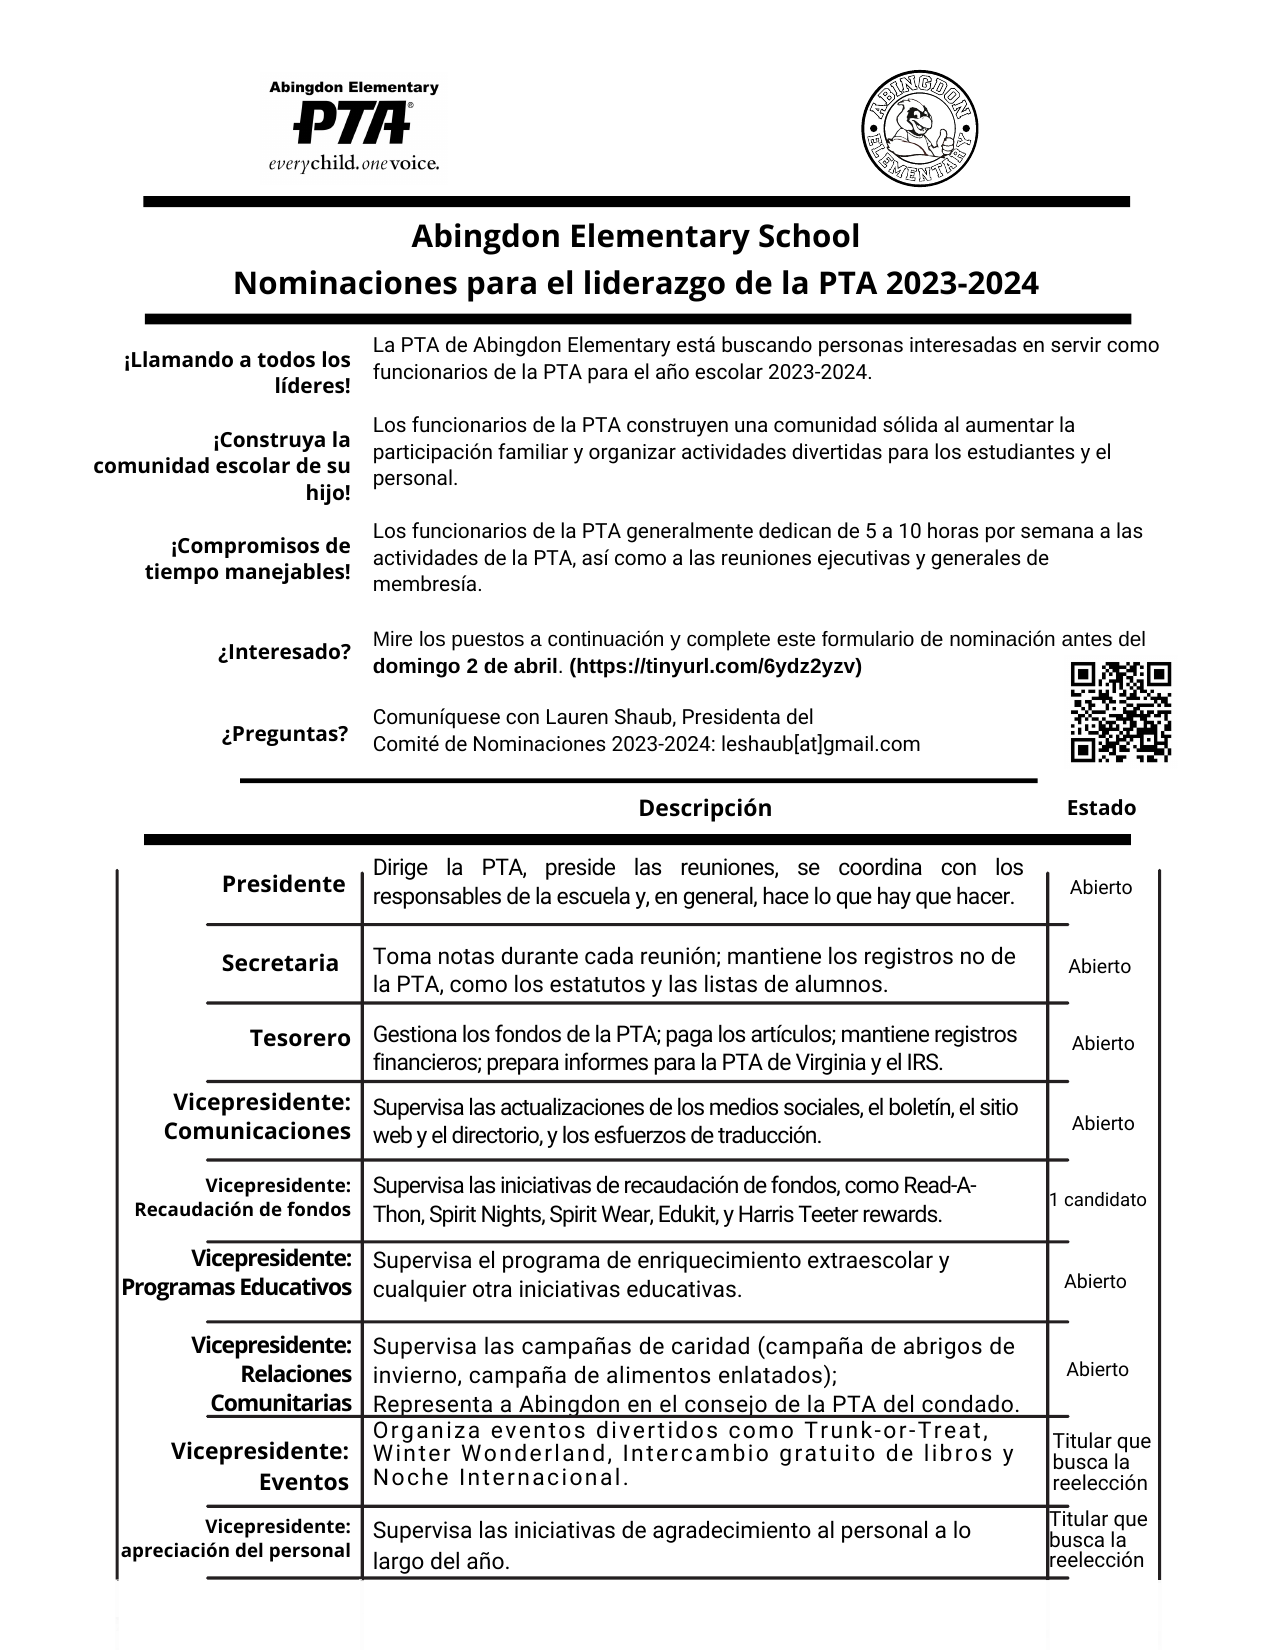 Abingdon Elementary
PTA®
everychild.onevoice.
ABINGDON
ELEMENTARY
Abingdon Elementary School
Nominaciones para el liderazgo de la PTA 2023-2024
¡Llamando a todos los
líderes!
La PTA de Abingdon Elementary está buscando personas interesadas en servir como
funcionarios de la PTA para el año escolar 2023-2024.
¡Construya la
comunidad escolar de su
hijo!
Los funcionarios de la PTA construyen una comunidad sólida al aumentar la
participación familiar y organizar actividades divertidas para los estudiantes y el
personal.
¡Compromisos de
tiempo manejables!
Los funcionarios de la PTA generalmente dedican de 5 a 10 horas por semana a las
actividades de la PTA, así como a las reuniones ejecutivas y generales de
membresía.
¿Interesado?
Mire los puestos a continuación y complete este formulario de nominación antes del
domingo 2 de abril. (https://tinyurl.com/6ydz2yzv)
¿Preguntas?
Comuníquese con Lauren Shaub, Presidenta del
Comité de Nominaciones 2023-2024: leshaub[at]gmail.com
Descripción
Estado
Presidente
Dirige la PTA, preside las reuniones, se coordina con los
responsables de la escuela y, en general, hace lo que hay que hacer.
Abierto
Secretaria
Toma notas durante cada reunión; mantiene los registros no de
la PTA, como los estatutos y las listas de alumnos.
Abierto
Tesorero
Gestiona los fondos de la PTA; paga los artículos; mantiene registros
financieros; prepara informes para la PTA de Virginia y el IRS.
Abierto
Vicepresidente:
Comunicaciones
Supervisa las actualizaciones de los medios sociales, el boletín, el sitio
web y el directorio, y los esfuerzos de traducción.
Abierto
Vicepresidente:
Recaudación de fondos
Supervisa las iniciativas de recaudación de fondos, como Read-A-
Thon, Spirit Nights, Spirit Wear, Edukit, y Harris Teeter rewards.
1 candidato
Vicepresidente:
Programas Educativos
Supervisa el programa de enriquecimiento extraescolar y
cualquier otra iniciativas educativas.
Abierto
Vicepresidente:
Relaciones
Comunitarias
Supervisa las campañas de caridad (campaña de abrigos de
invierno, campaña de alimentos enlatados);
Representa a Abingdon en el consejo de la PTA del condado.
Abierto
Vicepresidente:
Eventos
Organiza eventos divertidos como Trunk-or-Treat,
Winter Wonderland, Intercambio gratuito de libros y
Noche Internacional.
Titular que
busca la
reelección
Vicepresidente:
apreciación del personal
Supervisa las iniciativas de agradecimiento al personal a lo
largo del año.
Titular que
busca la
reelección